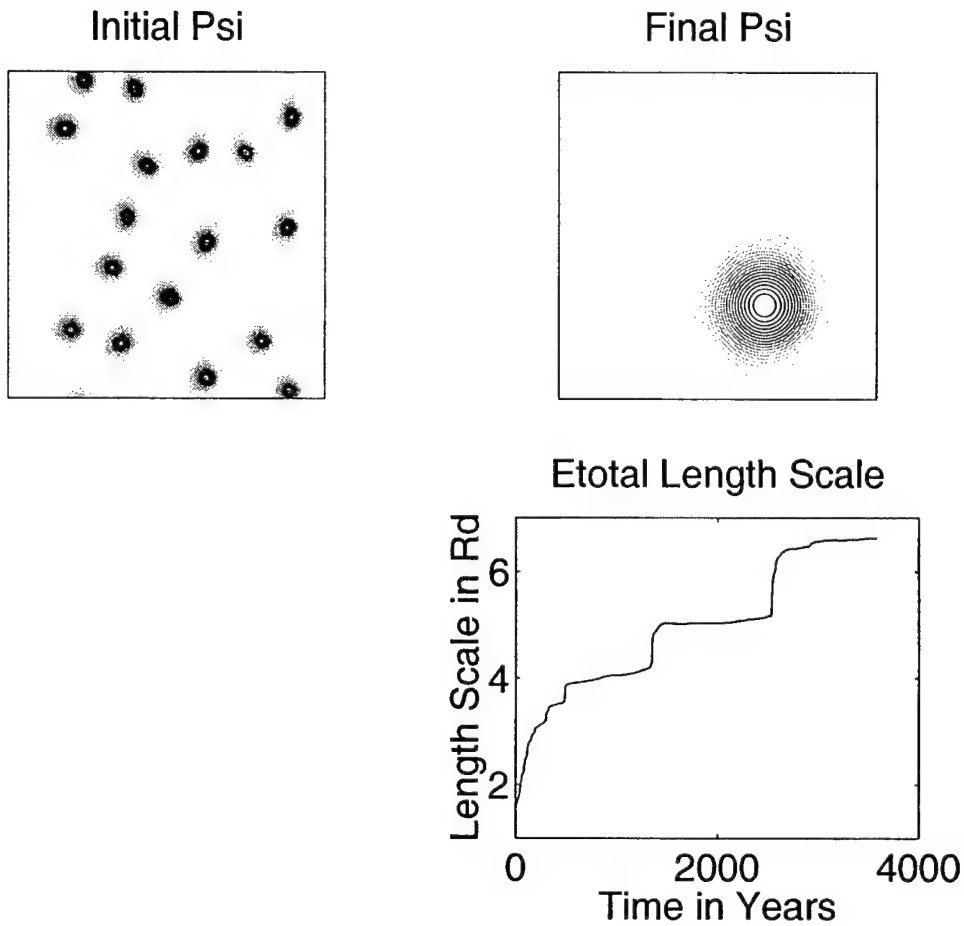 Initial Psi
Final Psi
Etotal Length Scale
Length Scale in Rd
6
4
2
0
2000
4000
Time in Years